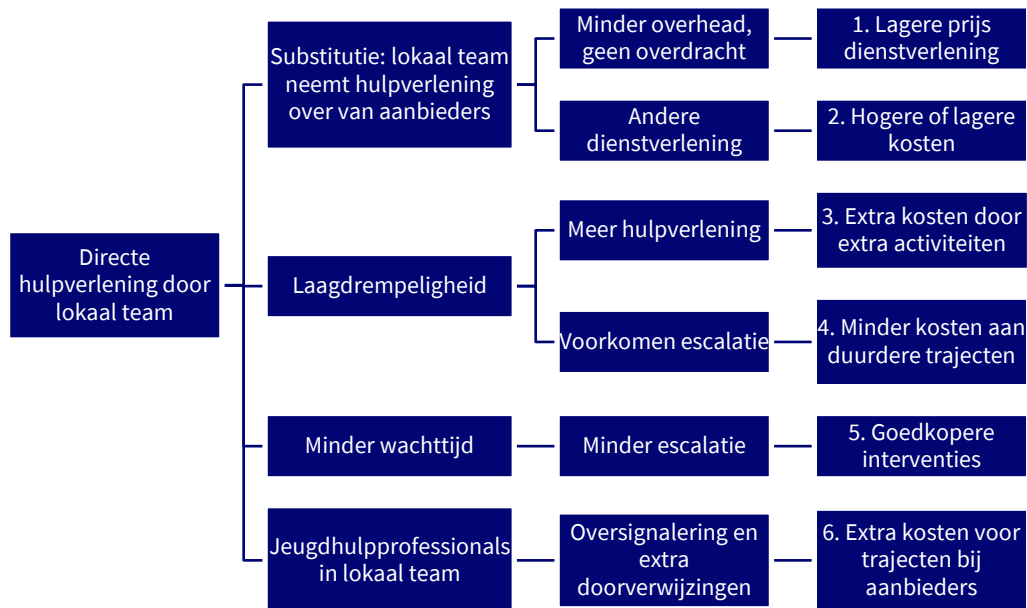 Directe
hulpverlening door
lokaal team
Substitutie: lokaal team
neemt hulpverlening
over van aanbieders
Minder overhead,
geen overdracht
1. Lagere prijs
dienstverlening
Andere
dienstverlening
2. Hogere of lagere
kosten
Laagdrempeligheid
Meer hulpverlening
3. Extra kosten door
extra activiteiten
Voorkomen escalatie
4. Minder kosten aan
duurdere trajecten
Minder wachttijd
Minder escalatie
5. Goedkopere
interventies
Jeugdhulpprofessionals
in lokaal team
Oversignalering en
extra
doorverwijzingen
6. Extra kosten voor
trajecten bij
aanbieders